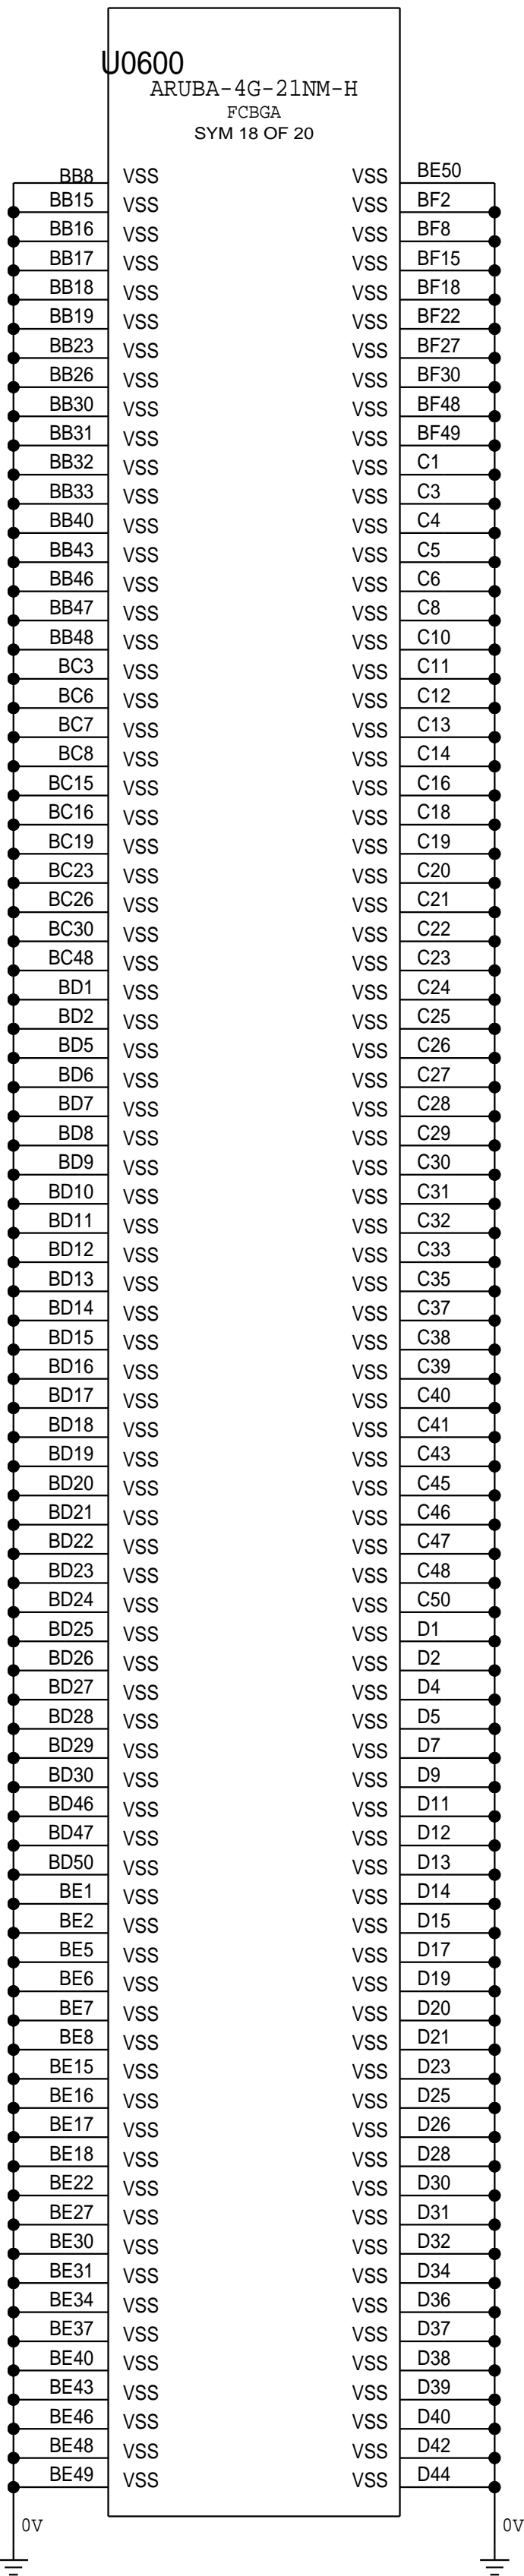 U0600
ARUBA-4G-21NM-H
FCBGA
SYM 18 OF 20
BB8 VSS VSS BE50
BB15 VSS VSS BF2
BB16 VSS VSS BF8
BB17 VSS VSS BF15
BB18 VSS VSS BF18
BB19 VSS VSS BF22
BB23 VSS VSS BF27
BB26 VSS VSS BF30
BB30 VSS VSS BF48
BB31 VSS VSS BF49
BB32 VSS VSS C1
BB33 VSS VSS C3
BB40 VSS VSS C4
BB43 VSS VSS C5
BB46 VSS VSS C6
BB47 VSS VSS C8
BB48 VSS VSS C10
BC3 VSS VSS C11
BC6 VSS VSS C12
BC7 VSS VSS C13
BC8 VSS VSS C14
BC15 VSS VSS C16
BC16 VSS VSS C18
BC19 VSS VSS C19
BC23 VSS VSS C20
BC26 VSS VSS C21
BC30 VSS VSS C22
BC48 VSS VSS C23
BD1 VSS VSS C24
BD2 VSS VSS C25
BD5 VSS VSS C26
BD6 VSS VSS C27
BD7 VSS VSS C28
BD8 VSS VSS C29
BD9 VSS VSS C30
BD10 VSS VSS C31
BD11 VSS VSS C32
BD12 VSS VSS C33
BD13 VSS VSS C35
BD14 VSS VSS C37
BD15 VSS VSS C38
BD16 VSS VSS C39
BD17 VSS VSS C40
BD18 VSS VSS C41
BD19 VSS VSS C43
BD20 VSS VSS C45
BD21 VSS VSS C46
BD22 VSS VSS C47
BD23 VSS VSS C48
BD24 VSS VSS C50
BD25 VSS VSS D1
BD26 VSS VSS D2
BD27 VSS VSS D4
BD28 VSS VSS D5
BD29 VSS VSS D7
BD30 VSS VSS D9
BD46 VSS VSS D11
BD47 VSS VSS D12
BD50 VSS VSS D13
BE1 VSS VSS D14
BE2 VSS VSS D15
BE5 VSS VSS D17
BE6 VSS VSS D19
BE7 VSS VSS D20
BE8 VSS VSS D21
BE15 VSS VSS D23
BE16 VSS VSS D25
BE17 VSS VSS D26
BE18 VSS VSS D28
BE22 VSS VSS D30
BE27 VSS VSS D31
BE30 VSS VSS D32
BE31 VSS VSS D34
BE34 VSS VSS D36
BE37 VSS VSS D37
BE40 VSS VSS D38
BE43 VSS VSS D39
BE46 VSS VSS D40
BE48 VSS VSS D42
BE49 VSS VSS D44
0V 0V